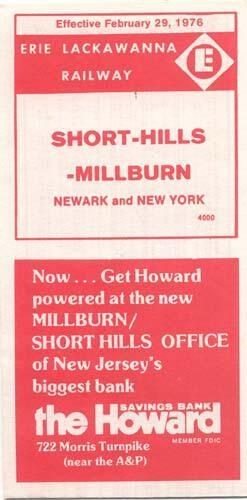 Effective February 29, 1976
ERIE LACKAWANNA
RAILWAY
E
SHORT-HILLS
-MILLBURN
NEWARK and NEW YORK
4000
Now... Get Howard
powered at the new
MILLBURN/
SHORT HILLS OFFICE
of New Jersey's
biggest bank
SAVINGS BANK
the Howard
MEMBER FDIC
722 Morris Turnpike
(near the A&P)